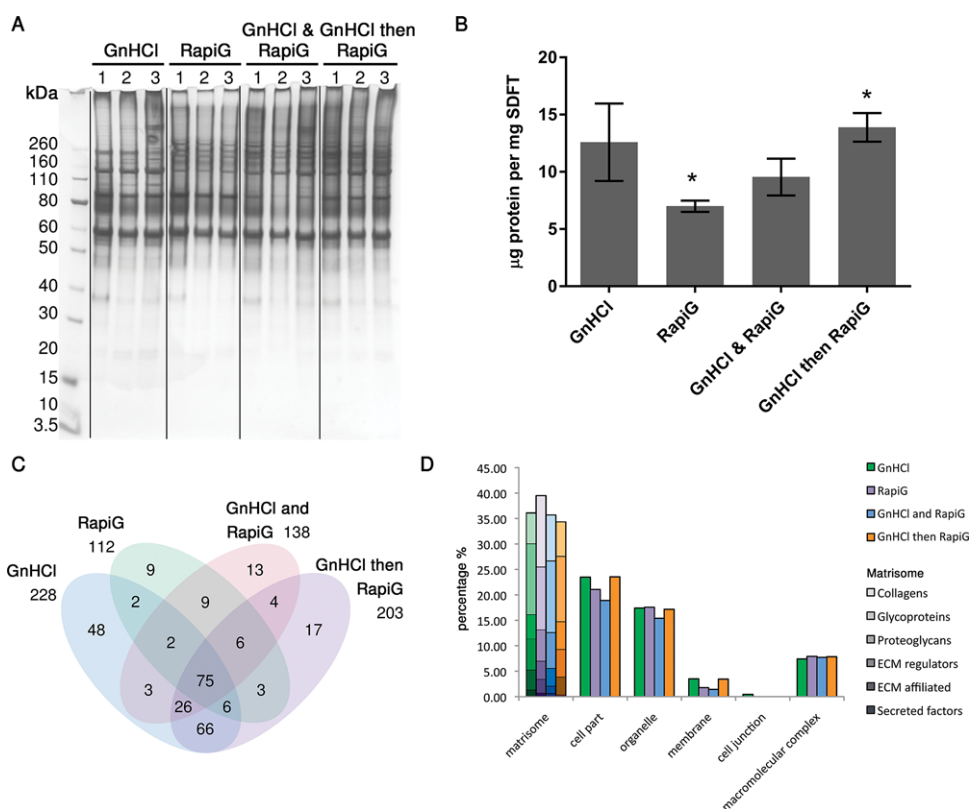 A
GnHCl
RapiG
GnHCl &
RapiG
GnHCl then
RapiG
1 2 3 1 2 3 1 2 3 1 2 3
kDa
260
160
110
80
60
50
40
30
20
15
10
3.5
B
µg protein per mg SDFT
20
15
10
5
0
*
*
GnHCl
RapiG
GnHCl & RapiG
GnHCl then RapiG
C
GnHCl
228
RapiG
112
GnHCl and
RapiG 138
GnHCl then
RapiG
203
9
13
2
9
4
48
2
6
17
75
3
3
26
6
66
D
percentage %
45.00
40.00
35.00
30.00
25.00
20.00
15.00
10.00
5.00
0.00
matrisome
cell part
organelle
membrane
cell junction
macromolecular complex
GnHCl
RapiG
GnHCl and RapiG
GnHCl then RapiG
Matrisome
Collagens
Glycoproteins
Proteoglycans
ECM regulators
ECM affiliated
Secreted factors